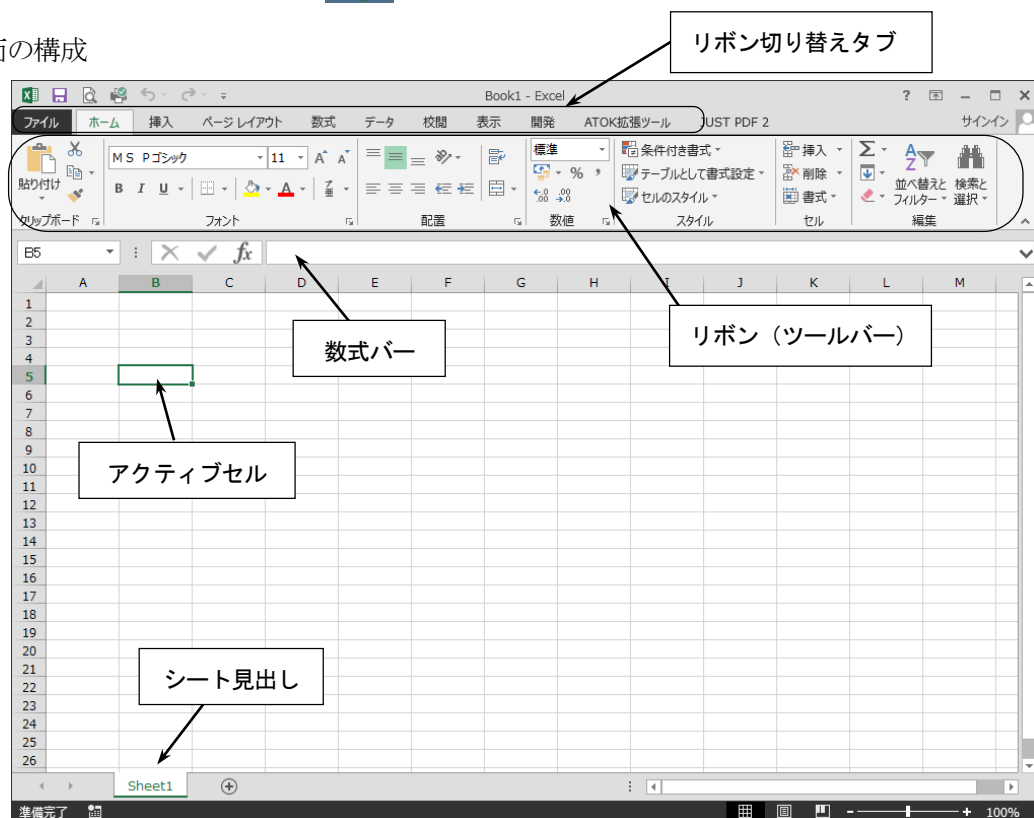 リボン切り替えタブ
面の構成
Book1 - Excel
?
ファイル ホーム 挿入 ページ レイアウト 数式 データ 校閲 表示 開発 ATOK拡張ツール JUST PDF 2 サインイン
貼り付け
ＭＳ Ｐゴシック 11 A A
B I U A
標準
% ,
条件付き書式
テーブルとして書式設定
セルのスタイル
挿入
削除
書式
Σ
並べ替えと
フィルター
検索と
選択
クリップボード フォント 配置 数値 スタイル セル 編集
B5 fx
A B C D E F G H I J K L M
1
2
3
4
5
6
7
8
9
10
11
12
13
14
15
16
17
18
19
20
21
22
23
24
25
26
数式バー
リボン（ツールバー）
アクティブセル
シート見出し
Sheet1
準備完了 100%